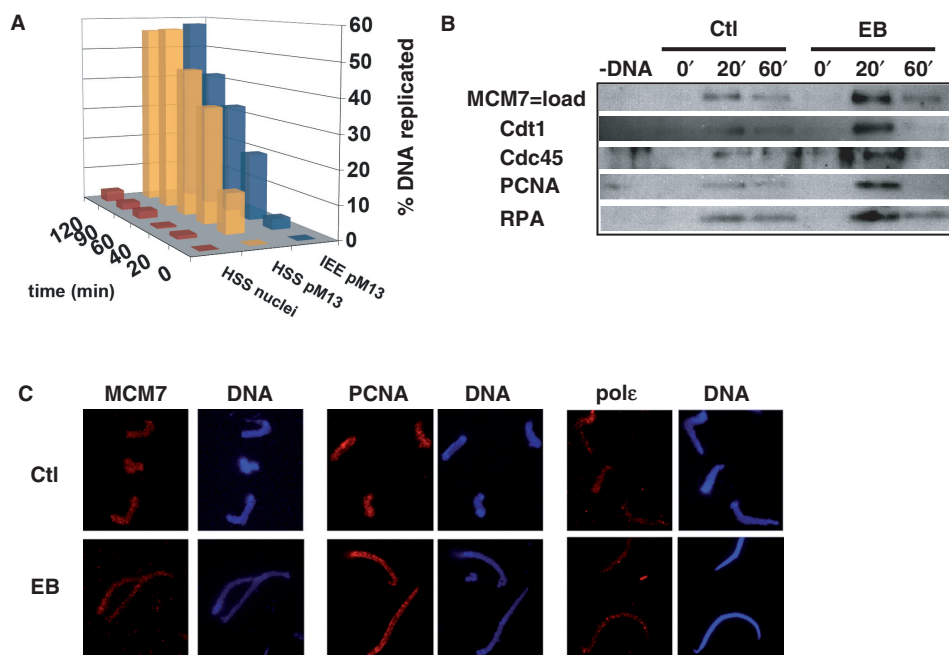 A
60
50
40
30
20
10
0
% DNA replicated
120
90
60
40
20
0
time (min)
HSS nuclei
HSS pM13
IEE pM13
B
Ctl EB
-DNA 0′ 20′ 60′ 0′ 20′ 60′
MCM7=load
Cdt1
Cdc45
PCNA
RPA
C
MCM7 DNA PCNA DNA polε DNA
Ctl
EB